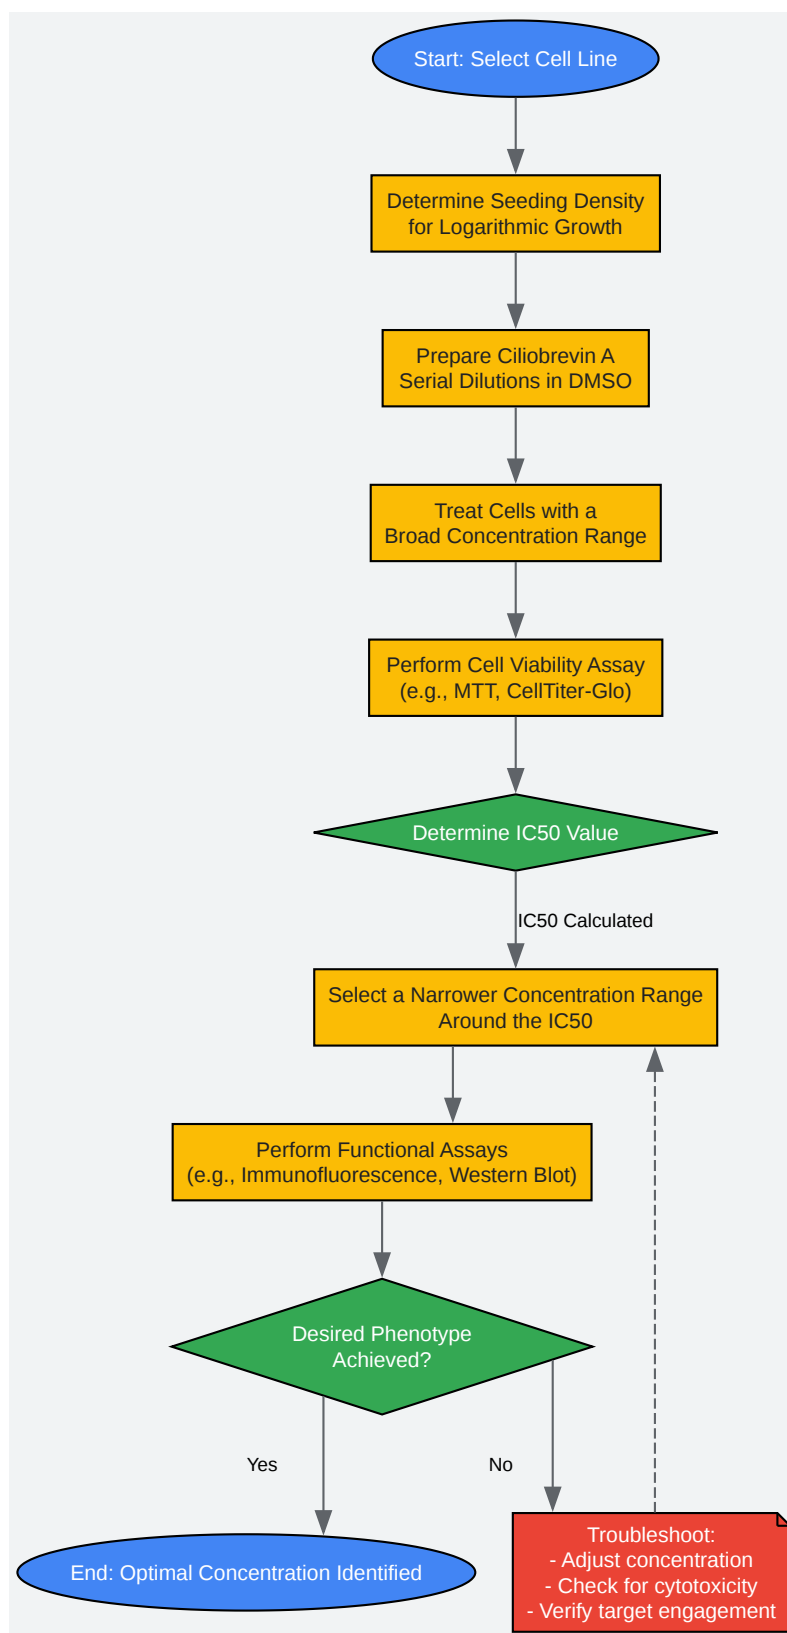 Start: Select Cell Line
Determine Seeding Density
for Logarithmic Growth
Prepare Ciliobrevin A
Serial Dilutions in DMSO
Treat Cells with a
Broad Concentration Range
Perform Cell Viability Assay
(e.g., MTT, CellTiter-Glo)
Determine IC50 Value
IC50 Calculated
Select a Narrower Concentration Range
Around the IC50
Perform Functional Assays
(e.g., Immunofluorescence, Western Blot)
Desired Phenotype
Achieved?
Yes
No
End: Optimal Concentration Identified
Troubleshoot:
- Adjust concentration
- Check for cytotoxicity
- Verify target engagement